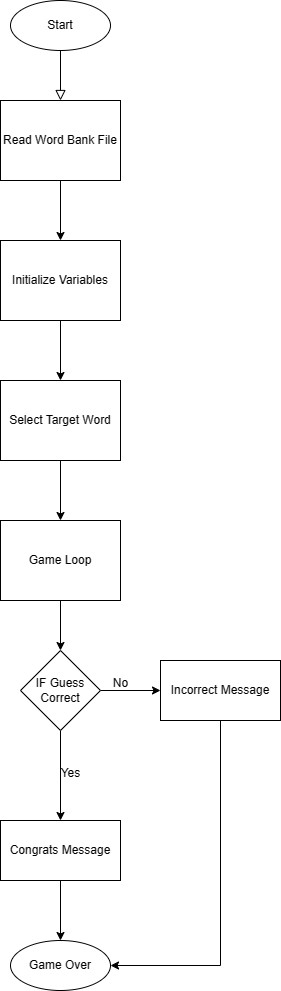 Start
Read Word Bank File
Initialize Variables
Select Target Word
Game Loop
IF Guess
Correct
No
Incorrect Message
Yes
Congrats Message
Game Over